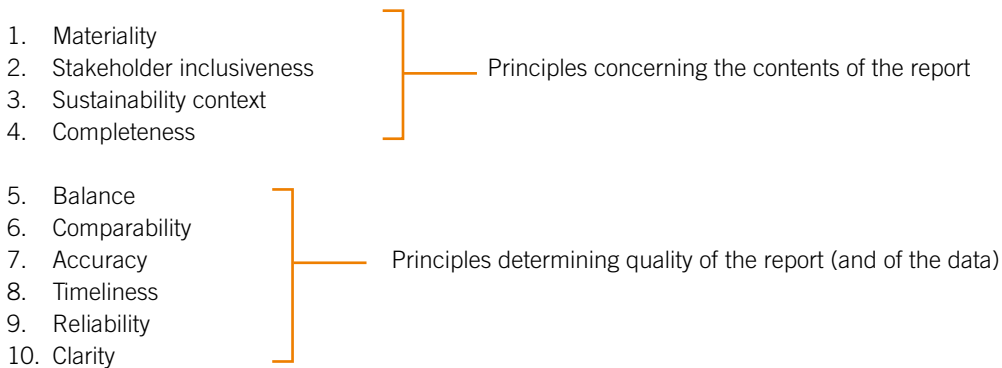 1. Materiality
2. Stakeholder inclusiveness
3. Sustainability context
4. Completeness
Principles concerning the contents of the report
5. Balance
6. Comparability
7. Accuracy
8. Timeliness
9. Reliability
10. Clarity
Principles determining quality of the report (and of the data)